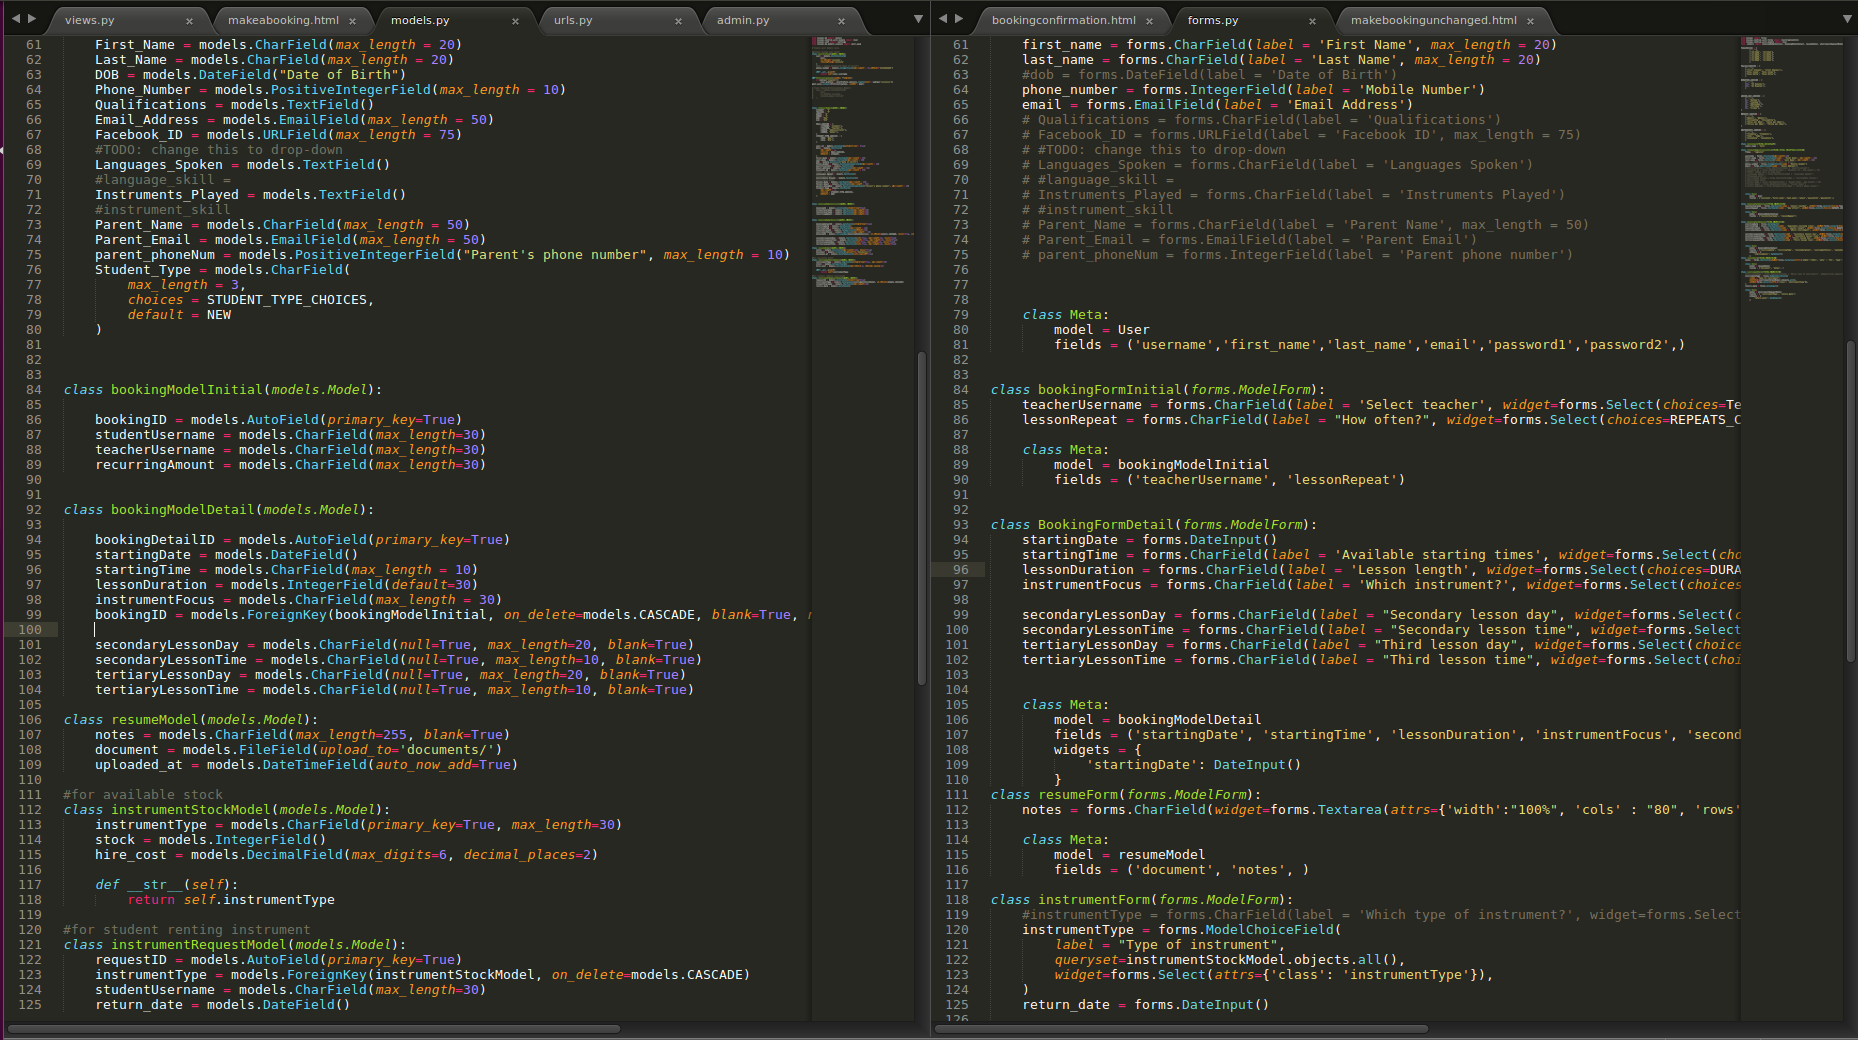 views.py × makeabooking.html × models.py × urls.py × admin.py ×
61 First_Name = models.CharField(max_length = 20)
62 Last_Name = models.CharField(max_length = 20)
63 DOB = models.DateField("Date of Birth")
64 Phone_Number = models.PositiveIntegerField(max_length = 10)
65 Qualifications = models.TextField()
66 Email_Address = models.EmailField(max_length = 50)
67 Facebook_ID = models.URLField(max_length = 75)
68 #TODO: change this to drop-down
69 Languages_Spoken = models.TextField()
70 #language_skill =
71 Instruments_Played = models.TextField()
72 #instrument_skill
73 Parent_Name = models.CharField(max_length = 50)
74 Parent_Email = models.EmailField(max_length = 50)
75 parent_phoneNum = models.PositiveIntegerField("Parent's phone number", max_length = 10)
76 Student_Type = models.CharField(
77 max_length = 3,
78 choices = STUDENT_TYPE_CHOICES,
79 default = NEW
80 )
81
82
83
84 class bookingModelInitial(models.Model):
85
86 bookingID = models.AutoField(primary_key=True)
87 studentUsername = models.CharField(max_length=30)
88 teacherUsername = models.CharField(max_length=30)
89 recurringAmount = models.CharField(max_length=30)
90
91
92 class bookingModelDetail(models.Model):
93
94 bookingDetailID = models.AutoField(primary_key=True)
95 startingDate = models.DateField()
96 startingTime = models.CharField(max_length = 10)
97 lessonDuration = models.IntegerField(default=30)
98 instrumentFocus = models.CharField(max_length = 30)
99 bookingID = models.ForeignKey(bookingModelInitial, on_delete=models.CASCADE, blank=True,
100
101 secondaryLessonDay = models.CharField(null=True, max_length=20, blank=True)
102 secondaryLessonTime = models.CharField(null=True, max_length=10, blank=True)
103 tertiaryLessonDay = models.CharField(null=True, max_length=20, blank=True)
104 tertiaryLessonTime = models.CharField(null=True, max_length=10, blank=True)
105
106 class resumeModel(models.Model):
107 notes = models.CharField(max_length=255, blank=True)
108 document = models.FileField(upload_to='documents/')
109 uploaded_at = models.DateTimeField(auto_now_add=True)
110
111 #for available stock
112 class instrumentStockModel(models.Model):
113 instrumentType = models.CharField(primary_key=True, max_length=30)
114 stock = models.IntegerField()
115 hire_cost = models.DecimalField(max_digits=6, decimal_places=2)
116
117 def __str__(self):
118 return self.instrumentType
119
120 #for student renting instrument
121 class instrumentRequestModel(models.Model):
122 requestID = models.AutoField(primary_key=True)
123 instrumentType = models.ForeignKey(instrumentStockModel, on_delete=models.CASCADE)
124 studentUsername = models.CharField(max_length=30)
125 return_date = models.DateField()
bookingconfirmation.html × forms.py × makebookingunchanged.html ×
61 first_name = forms.CharField(label = 'First Name', max_length = 20)
62 last_name = forms.CharField(label = 'Last Name', max_length = 20)
63 #dob = forms.DateField(label = 'Date of Birth')
64 phone_number = forms.IntegerField(label = 'Mobile Number')
65 email = forms.EmailField(label = 'Email Address')
66 # Qualifications = forms.CharField(label = 'Qualifications')
67 # Facebook_ID = forms.URLField(label = 'Facebook ID', max_length = 75)
68 # #TODO: change this to drop-down
69 # Languages_Spoken = forms.CharField(label = 'Languages Spoken')
70 # #language_skill =
71 # Instruments_Played = forms.CharField(label = 'Instruments Played')
72 # #instrument_skill
73 # Parent_Name = forms.CharField(label = 'Parent Name', max_length = 50)
74 # Parent_Email = forms.EmailField(label = 'Parent Email')
75 # parent_phoneNum = forms.IntegerField(label = 'Parent phone number')
76
77
78
79 class Meta:
80 model = User
81 fields = ('username','first_name','last_name','email','password1','password2',)
82
83
84 class bookingFormInitial(forms.ModelForm):
85 teacherUsername = forms.CharField(label = 'Select teacher', widget=forms.Select(choices=Te
86 lessonRepeat = forms.CharField(label = "How often?", widget=forms.Select(choices=REPEATS_C
87
88 class Meta:
89 model = bookingModelInitial
90 fields = ('teacherUsername', 'lessonRepeat')
91
92
93 class BookingFormDetail(forms.ModelForm):
94 startingDate = forms.DateInput()
95 startingTime = forms.CharField(label = 'Available starting times', widget=forms.Select(cho
96 lessonDuration = forms.CharField(label = 'Lesson length', widget=forms.Select(choices=DURA
97 instrumentFocus = forms.CharField(label = 'Which instrument?', widget=forms.Select(choices
98
99 secondaryLessonDay = forms.CharField(label = "Secondary lesson day", widget=forms.Select(c
100 secondaryLessonTime = forms.CharField(label = "Secondary lesson time", widget=forms.Select
101 tertiaryLessonDay = forms.CharField(label = "Third lesson day", widget=forms.Select(choi
102 tertiaryLessonTime = forms.CharField(label = "Third lesson time", widget=forms.Select(choi
103
104
105 class Meta:
106 model = bookingModelDetail
107 fields = ('startingDate', 'startingTime', 'lessonDuration', 'instrumentFocus', 'second
108 widgets = {
109 'startingDate': DateInput()
110 }
111 class resumeForm(forms.ModelForm):
112 notes = forms.CharField(widget=forms.Textarea(attrs={'width':"100%", 'cols' : "80", 'rows'
113
114 class Meta:
115 model = resumeModel
116 fields = ('document', 'notes', )
117
118 class instrumentForm(forms.ModelForm):
119 #instrumentType = forms.CharField(label = 'Which type of instrument?', widget=forms.Select
120 instrumentType = forms.ModelChoiceField(
121 label = "Type of instrument",
122 queryset=instrumentStockModel.objects.all(),
123 widget=forms.Select(attrs={'class': 'instrumentType'}),
124 )
125 return_date = forms.DateInput()
126